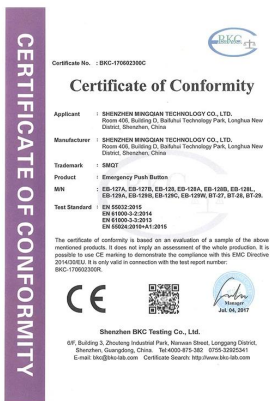 BKC
CERTIFICATE OF CONFORMITY
Certificate No. : BKC-170602300C
Certificate of Conformity
Applicant : SHENZHEN MINGQIAN TECHNOLOGY CO., LTD.
Room 406, Building D, Baifuhui Technology Park, Longhua New
District, Shenzhen, China
Manufacturer : SHENZHEN MINGQIAN TECHNOLOGY CO., LTD.
Room 406, Building D, Baifuhui Technology Park, Longhua New
District, Shenzhen, China
Trademark : SMQT
Product : Emergency Push Button
M/N : EB-127A, EB-127B, EB-128, EB-128A, EB-128B, EB-128L,
EB-129A, EB-129B, EB-129C, EB-129W, BT-27, BT-28, BT-29.
Test Standard : EN 55032:2015
EN 61000-3-2:2014
EN 61000-3-3:2013
EN 55024:2010+A1:2015
The certificate of conformity is based on an evaluation of a sample of the above
mentioned products. It does not imply an assessment of the whole production. It is
possible to use CE marking to demonstrate the compliance with this EMC Directive
2014/30/EU. It is only valid in connection with the test report number:
BKC-170602300R.
CE
Manager
Jul. 04, 2017
Shenzhen BKC Testing Co., Ltd.
6/F, Building 3, Zhouteng Industrial Park, Nanwan Street, Longgang District,
Shenzhen, Guangdong, China. Tel:4000-875-382 0755-32925341
E-mail: bkc@bkc-lab.com Certificate Search: http://www.bkc-lab.com